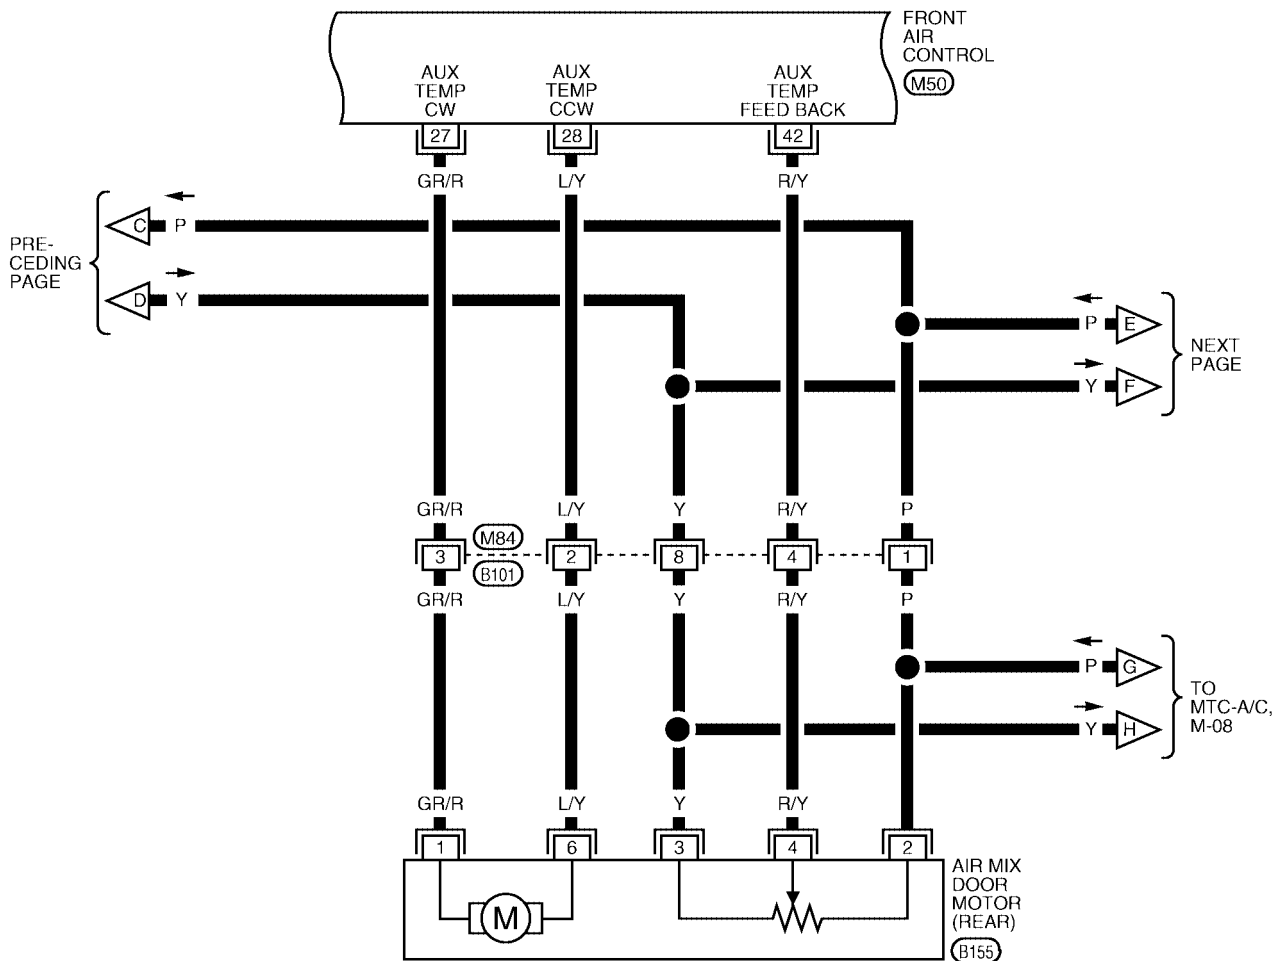 FRONT
AIR
CONTROL
M50
AUX
TEMP
CW
AUX
TEMP
CCW
AUX
TEMP
FEED BACK
27 28 42
GR/R L/Y R/Y
PRE-
CEDING
PAGE
C P
D Y
P E
Y F
NEXT
PAGE
GR/R L/Y Y R/Y P
M84
3 2 8 4 1
B101
GR/R L/Y Y R/Y P
P G
Y H
TO
MTC-A/C,
M-08
GR/R L/Y Y R/Y
1 6 3 4 2
M
AIR MIX
DOOR
MOTOR
(REAR)
B155